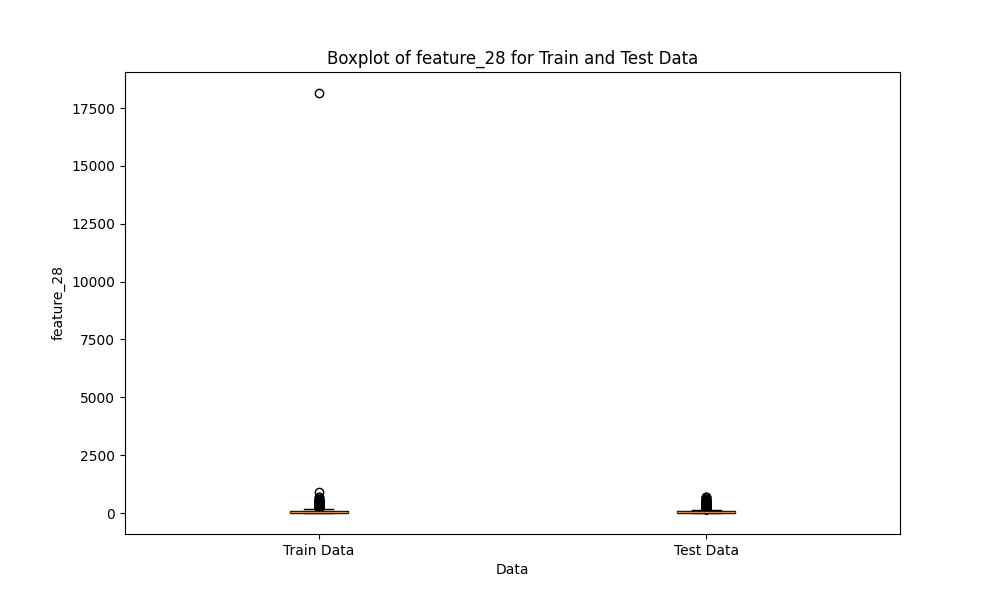 Boxplot of feature_28 for Train and Test Data
17500
15000
12500
10000
7500
5000
2500
0
feature_28
Train Data
Test Data
Data